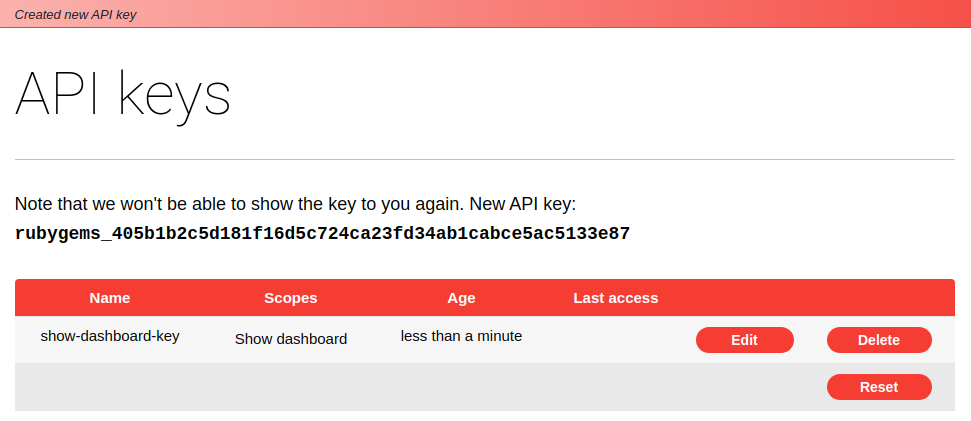 Created new API key
API keys
Note that we won't be able to show the key to you again. New API key:
rubygems_405b1b2c5d181f16d5c724ca23fd34ab1cabce5ac5133e87
Name Scopes Age Last access
show-dashboard-key Show dashboard less than a minute Edit Delete
Reset